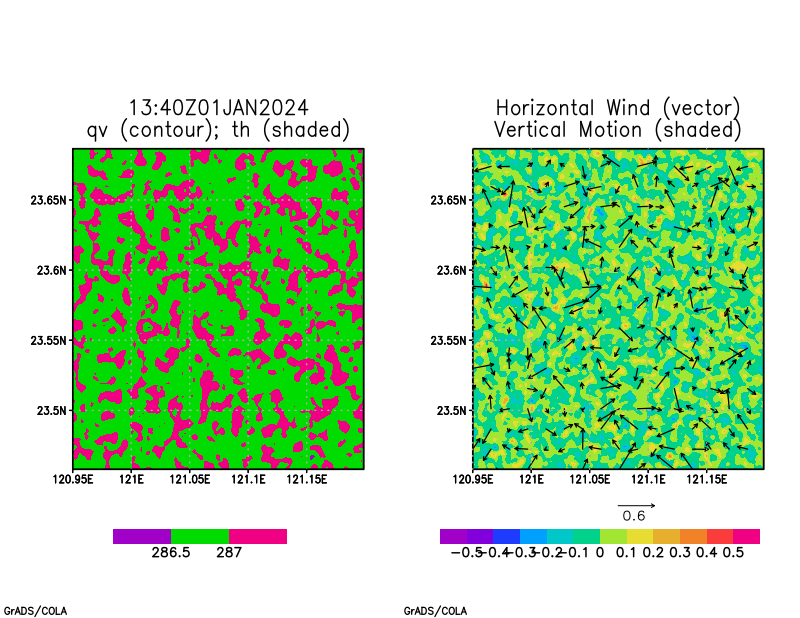 13:40Z01JAN2024
qv (contour); th (shaded)
23.65N
23.6N
23.55N
23.5N
120.95E 121E 121.05E 121.1E 121.15E
286.5 287
Horizontal Wind (vector)
Vertical Motion (shaded)
23.65N
23.6N
23.55N
23.5N
120.95E 121E 121.05E 121.1E 121.15E
0.6
-0.5 -0.4 -0.3 -0.2 -0.1 0 0.1 0.2 0.3 0.4 0.5
GrADS/COLA
GrADS/COLA